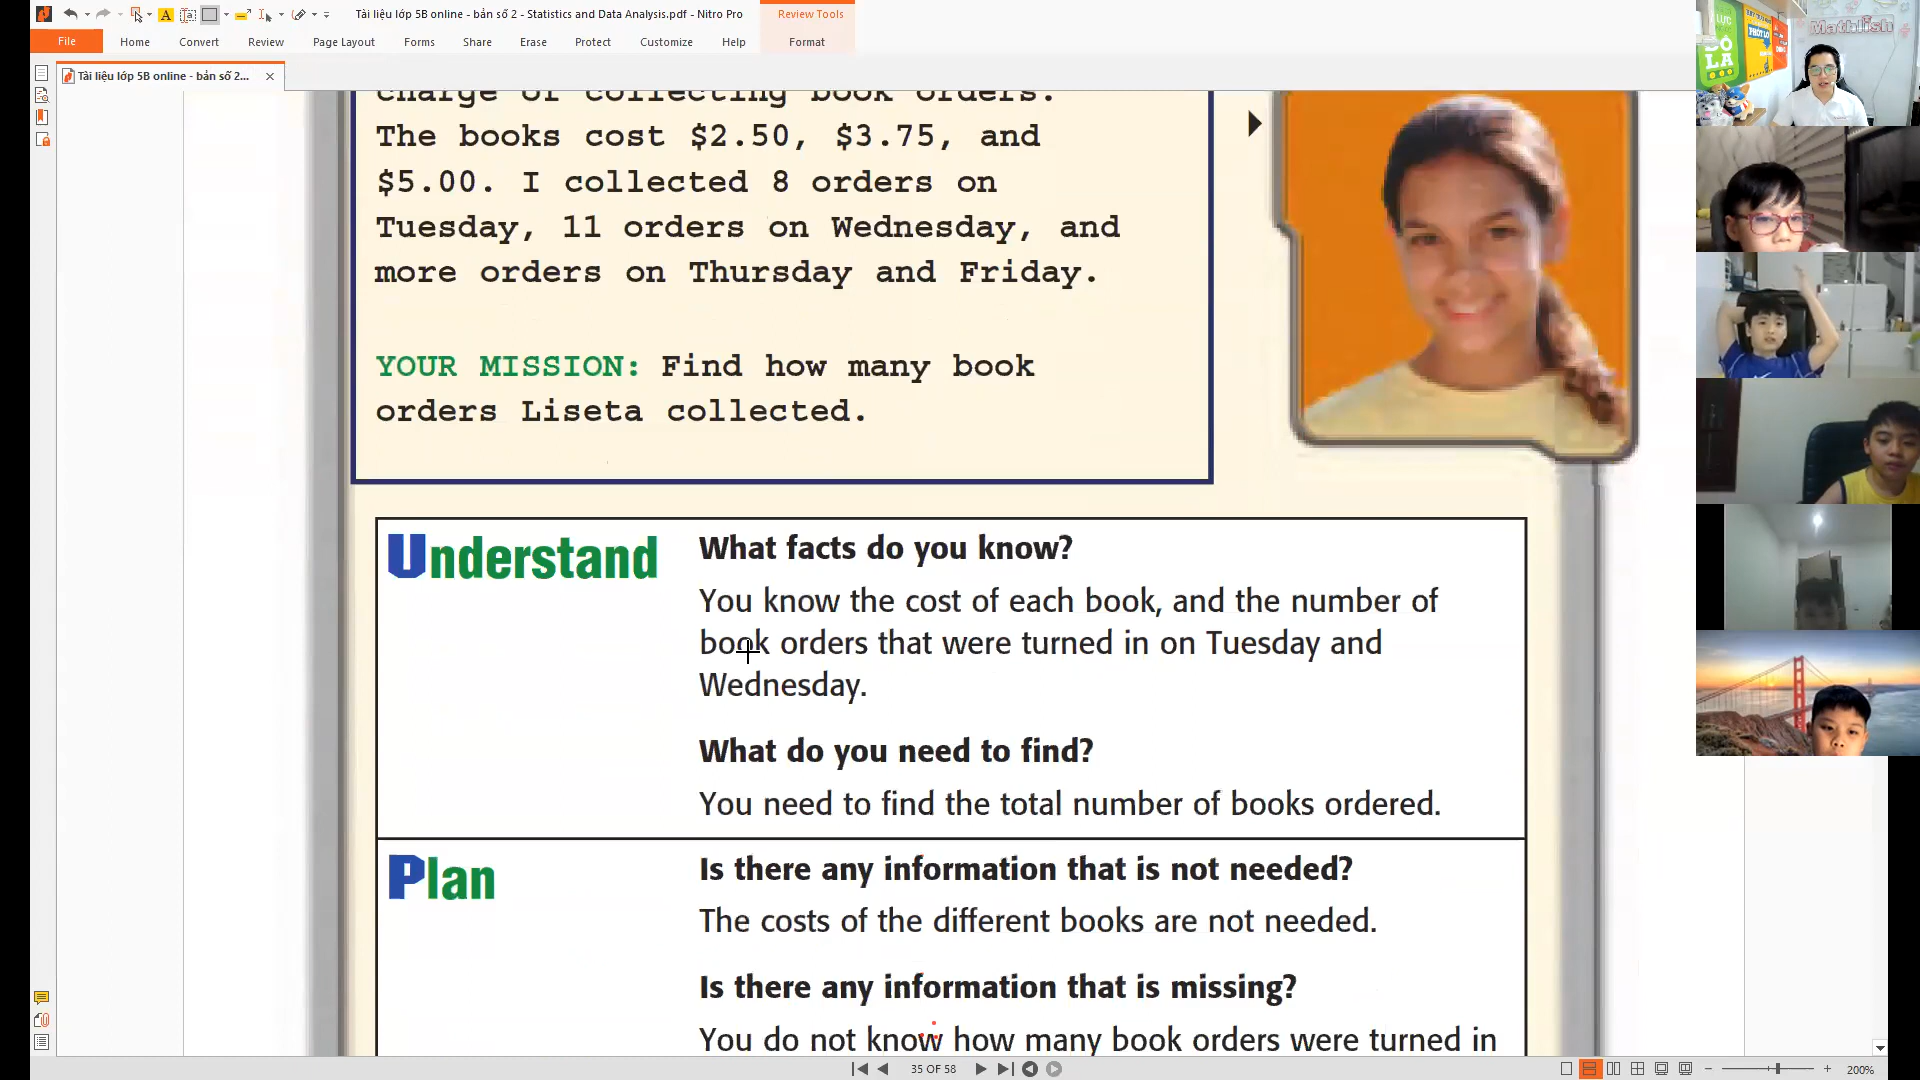 Tài liệu lớp 5B online - bản số 2 - Statistics and Data Analysis.pdf - Nitro Pro
Review Tools
File
Home
Convert
Review
Page Layout
Forms
Share
Erase
Protect
Customize
Help
Format
Tài liệu lớp 5B online - bản số 2...
charge of collecting book orders.
The books cost $2.50, $3.75, and
$5.00. I collected 8 orders on
Tuesday, 11 orders on Wednesday, and
more orders on Thursday and Friday.
YOUR MISSION: Find how many book
orders Liseta collected.
Understand
What facts do you know?
You know the cost of each book, and the number of
book orders that were turned in on Tuesday and
Wednesday.
What do you need to find?
You need to find the total number of books ordered.
Plan
Is there any information that is not needed?
The costs of the different books are not needed.
Is there any information that is missing?
You do not know how many book orders were turned in
35 OF 58
200%
Mathlish